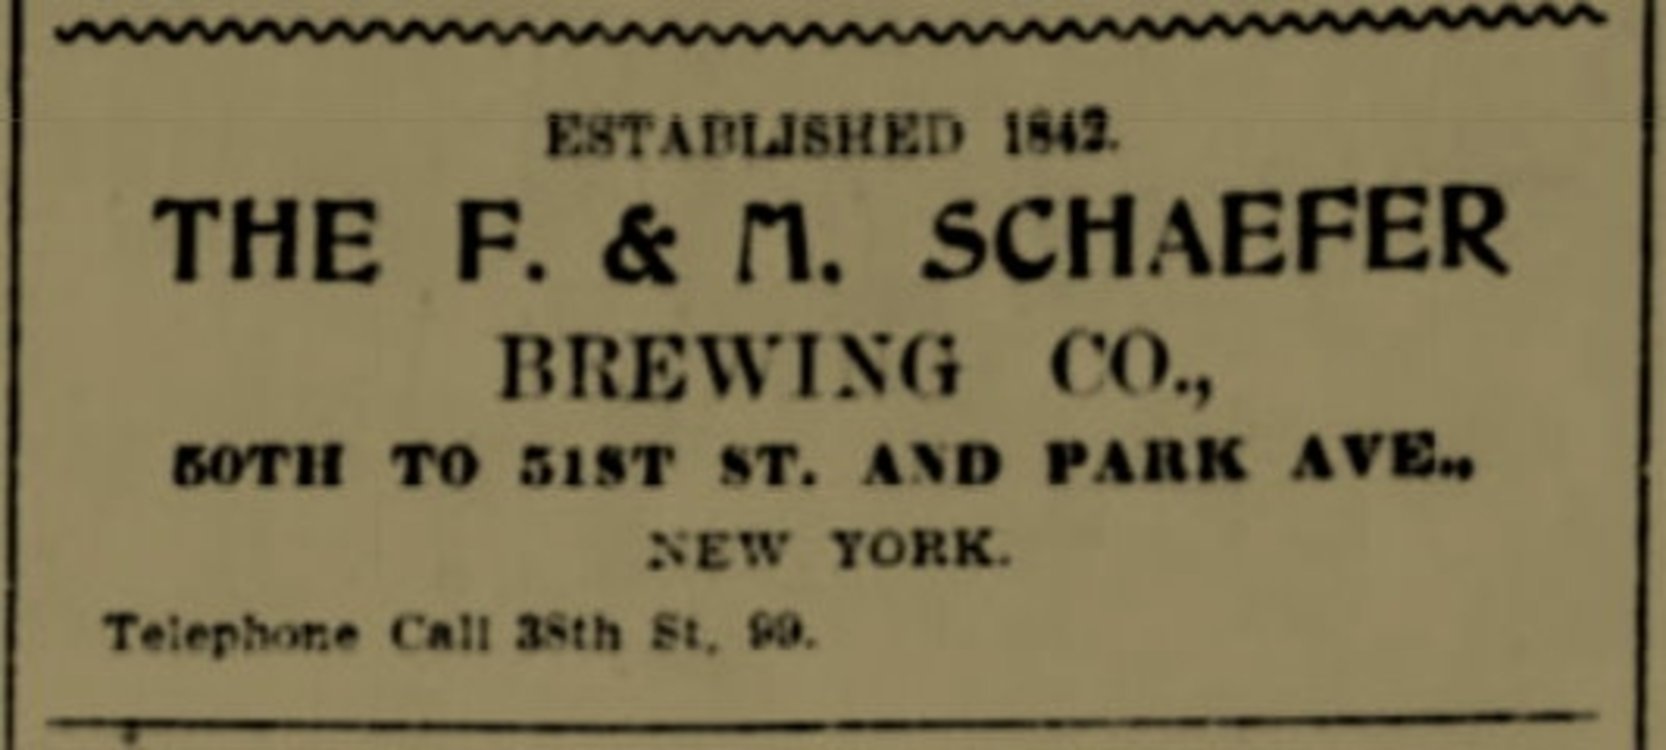 ESTABLISHED 1842.
THE F. & M. SCHAEFER
BREWING CO.,
50TH TO 51ST ST. AND PARK AVE.,
NEW YORK.
Telephone Call 38th St, 99.